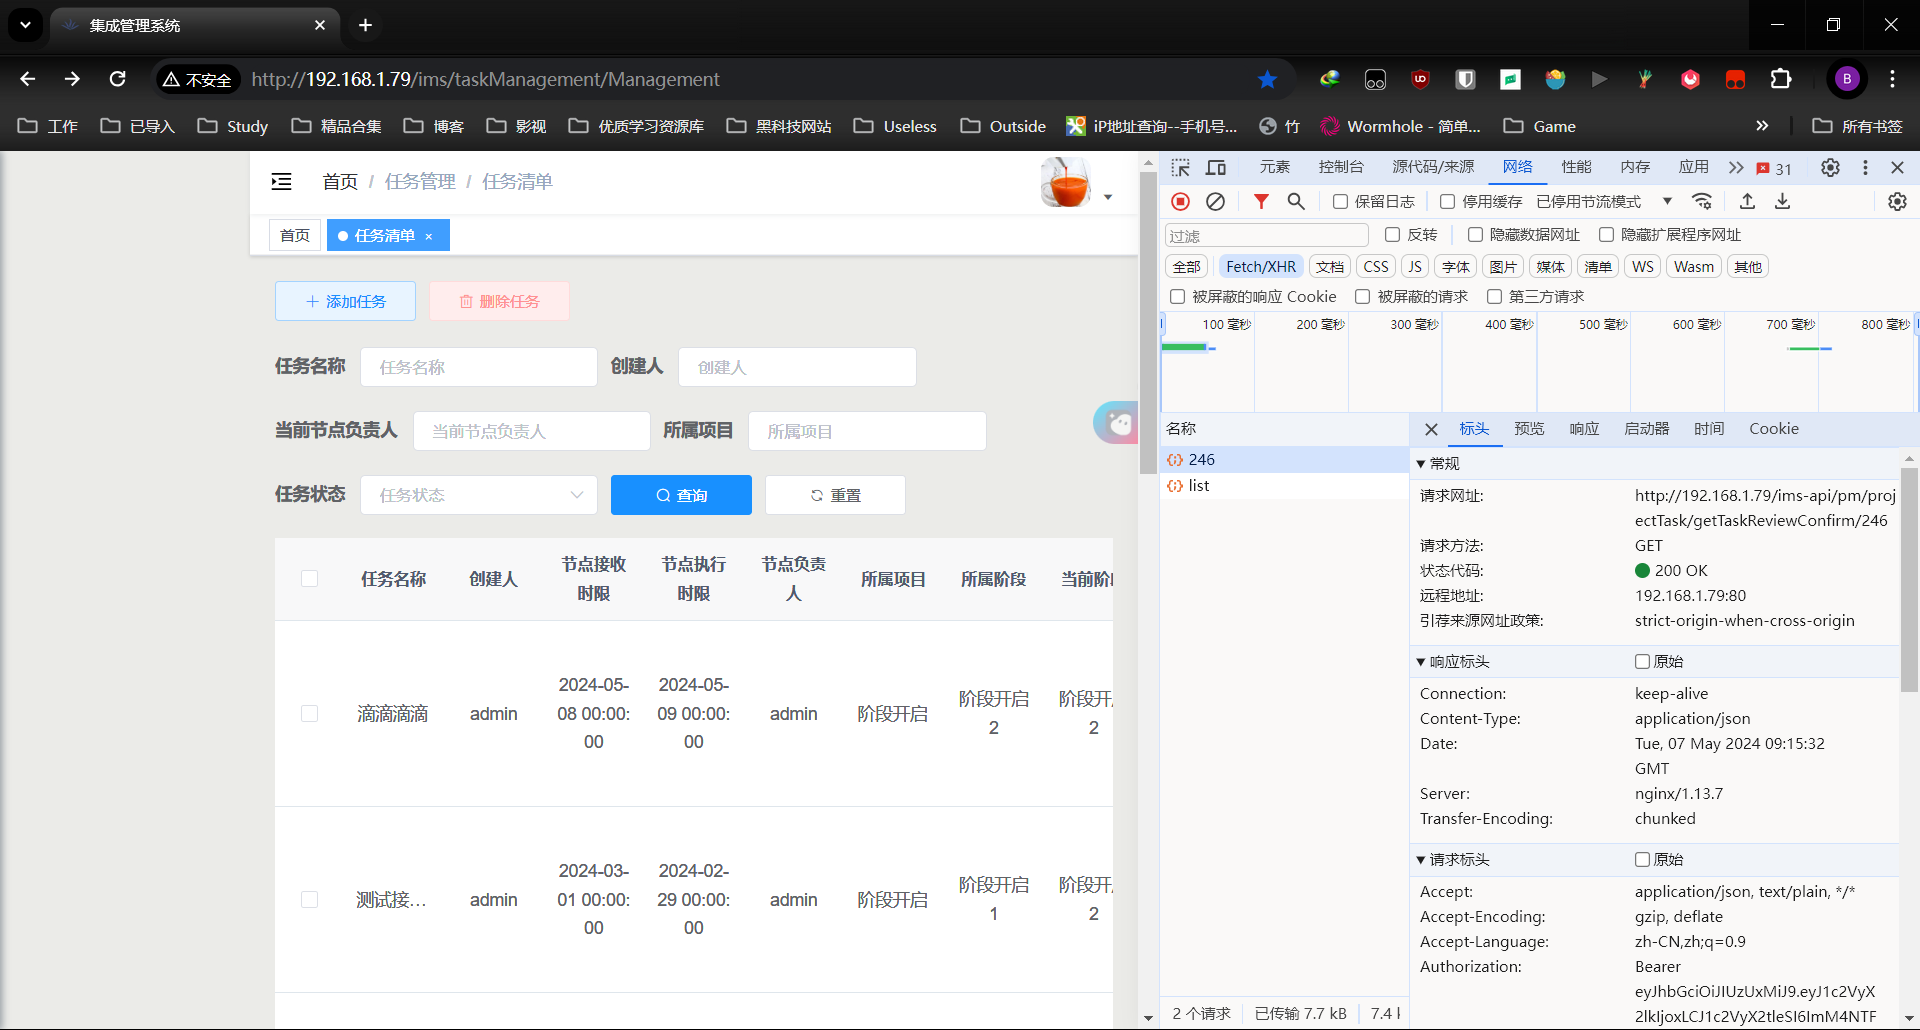 集成管理系统
不安全
http://192.168.1.79/ims/taskManagement/Management
B
工作
已导入
Study
精品合集
博客
影视
优质学习资源库
黑科技网站
Useless
Outside
iP地址查询--手机号...
竹
Wormhole - 简单...
Game
所有书签
首页 / 任务管理 / 任务清单
首页
任务清单
添加任务
删除任务
任务名称
任务名称
创建人
创建人
当前节点负责人
当前节点负责人
所属项目
所属项目
任务状态
任务状态
查询
重置
任务名称
创建人
节点接收
时限
节点执行
时限
节点负责
人
所属项目
所属阶段
当前阶
滴滴滴滴
admin
2024-05-
08 00:00:
00
2024-05-
09 00:00:
00
admin
阶段开启
阶段开启
2
阶段开
2
测试接...
admin
2024-03-
01 00:00:
00
2024-02-
29 00:00:
00
admin
阶段开启
阶段开启
1
阶段开
2
元素
控制台
源代码/来源
网络
性能
内存
应用
31
保留日志
停用缓存
已停用节流模式
过滤
反转
隐藏数据网址
隐藏扩展程序网址
全部
Fetch/XHR
文档
CSS
JS
字体
图片
媒体
清单
WS
Wasm
其他
被屏蔽的响应 Cookie
被屏蔽的请求
第三方请求
100 毫秒
200 毫秒
300 毫秒
400 毫秒
500 毫秒
600 毫秒
700 毫秒
800 毫秒
名称
246
list
标头
预览
响应
启动器
时间
Cookie
常规
请求网址:
http://192.168.1.79/ims-api/pm/proj
ectTask/getTaskReviewConfirm/246
请求方法:
GET
状态代码:
200 OK
远程地址:
192.168.1.79:80
引荐来源网址政策:
strict-origin-when-cross-origin
响应标头
原始
Connection:
keep-alive
Content-Type:
application/json
Date:
Tue, 07 May 2024 09:15:32
GMT
Server:
nginx/1.13.7
Transfer-Encoding:
chunked
请求标头
原始
Accept:
application/json, text/plain, */*
Accept-Encoding:
gzip, deflate
Accept-Language:
zh-CN,zh;q=0.9
Authorization:
Bearer
eyJhbGciOiJIUzUxMiJ9.eyJ1c2VyX
2lkIjoxLCJ1c2VyX2tleSI6ImM4NTF
2 个请求
已传输 7.7 kB
7.4